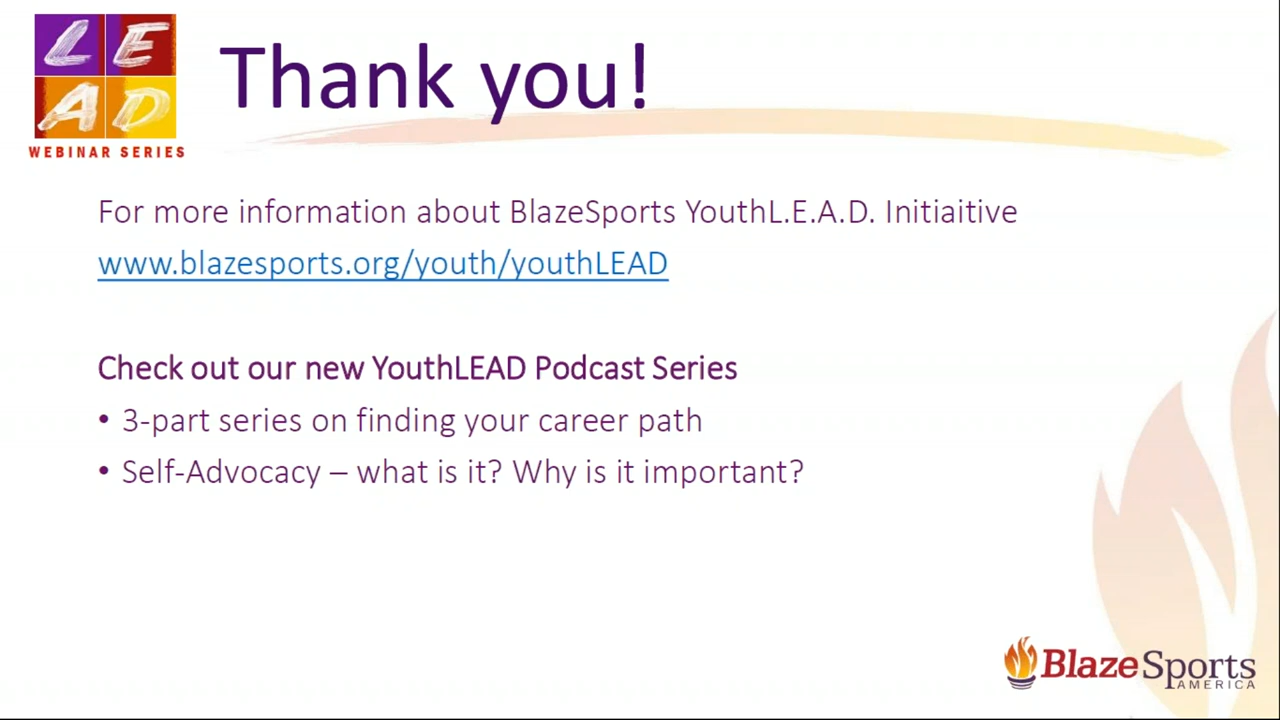 LE
AD
WEBINAR SERIES
Thank you!
For more information about BlazeSports YouthL.E.A.D. Initiaitive
www.blazesports.org/youth/youthLEAD
Check out our new YouthLEAD Podcast Series
• 3-part series on finding your career path
• Self-Advocacy – what is it? Why is it important?
BlazeSports
AMERICA